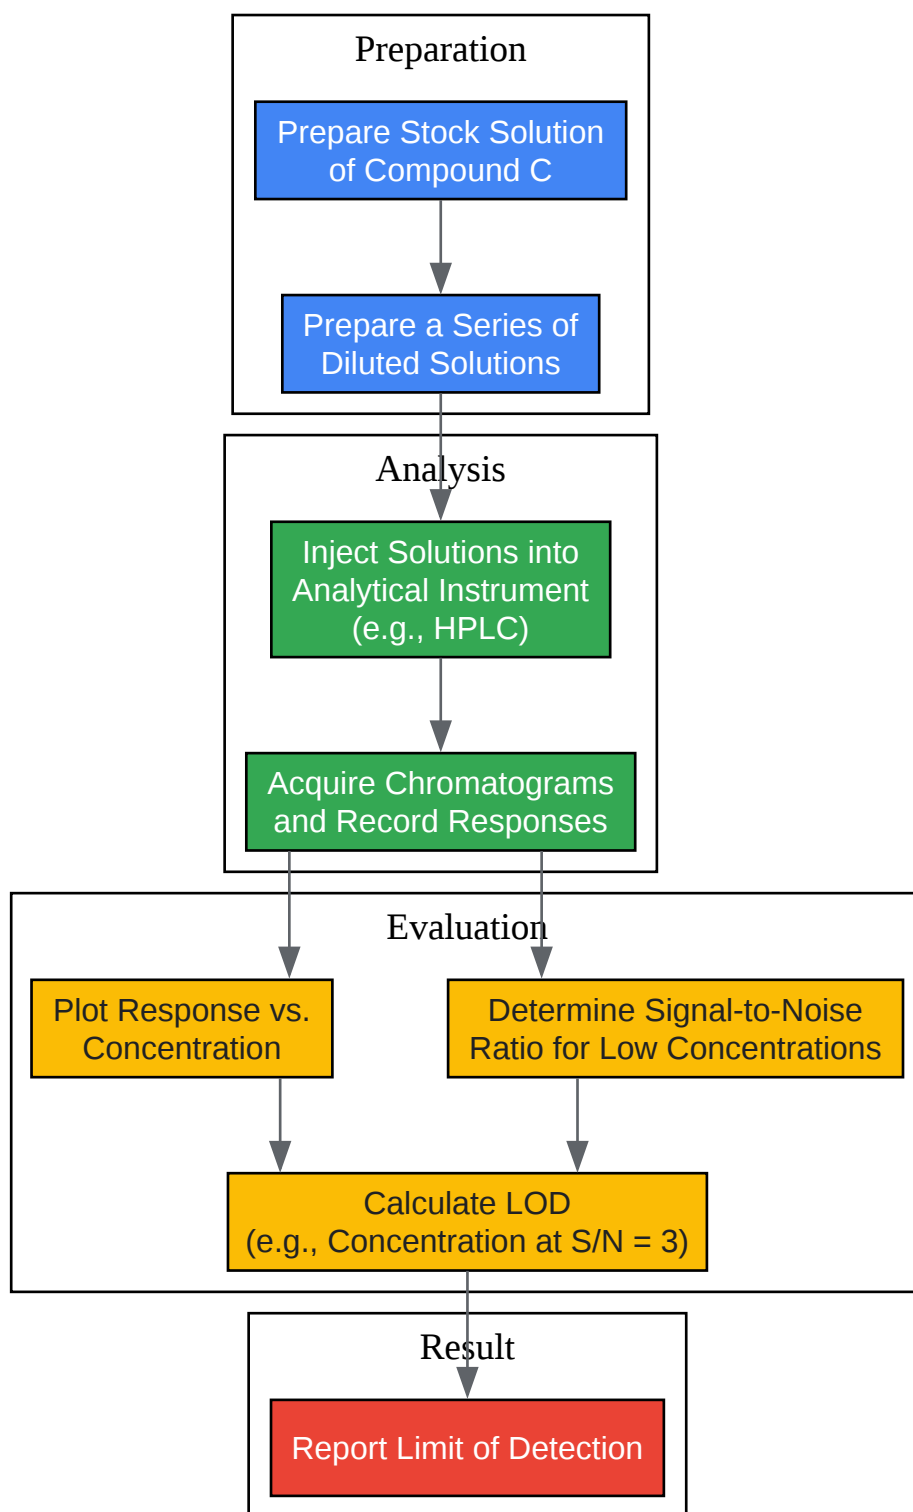 Preparation
Prepare Stock Solution
of Compound C
Prepare a Series of
Diluted Solutions
Analysis
Inject Solutions into
Analytical Instrument
(e.g., HPLC)
Acquire Chromatograms
and Record Responses
Evaluation
Plot Response vs.
Concentration
Determine Signal-to-Noise
Ratio for Low Concentrations
Calculate LOD
(e.g., Concentration at S/N = 3)
Result
Report Limit of Detection